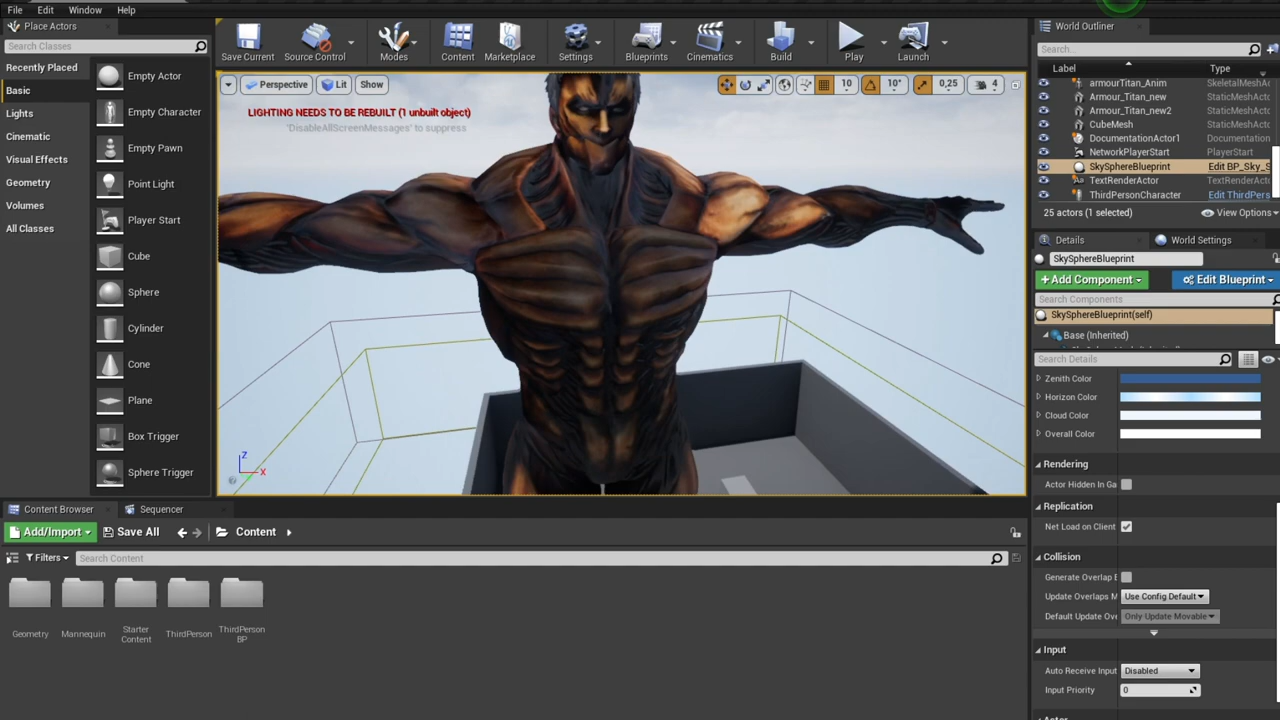 File Edit Window Help
Place Actors
Search Classes
Recently Placed
Basic
Lights
Cinematic
Visual Effects
Geometry
Volumes
All Classes
Empty Actor
Empty Character
Empty Pawn
Point Light
Player Start
Cube
Sphere
Cylinder
Cone
Plane
Box Trigger
Sphere Trigger
Save Current Source Control Modes Content Marketplace Settings Blueprints Cinematics Build Play Launch
Perspective Lit Show 10 10° 0,25 4
LIGHTING NEEDS TO BE REBUILT (1 unbuilt object)
'DisableAllScreenMessages' to suppress
Z
X
World Outliner
Search...
Label Type
armourTitan_Anim SkeletalMeshAc
Armour_Titan_new StaticMeshActo
Armour_Titan_new2 StaticMeshActo
CubeMesh StaticMeshActo
DocumentationActor1 DocumentationA
NetworkPlayerStart PlayerStart
SkySphereBlueprint Edit BP_Sky_S
TextRenderActor TextRenderActo
ThirdPersonCharacter Edit ThirdPers
25 actors (1 selected) View Options
Details World Settings
SkySphereBlueprint
+Add Component Edit Blueprint
Search Components
SkySphereBlueprint(self)
Base (Inherited)
Search Details
Zenith Color
Horizon Color
Cloud Color
Overall Color
Rendering
Actor Hidden In Ga
Replication
Net Load on Client
Collision
Generate Overlap E
Update Overlaps M Use Config Default
Default Update Ove Only Update Movable
Input
Auto Receive Input Disabled
Input Priority 0
Content Browser Sequencer
Add/Import Save All Content
Filters Search Content
Geometry
Mannequin
Starter
Content
ThirdPerson
ThirdPerson
BP